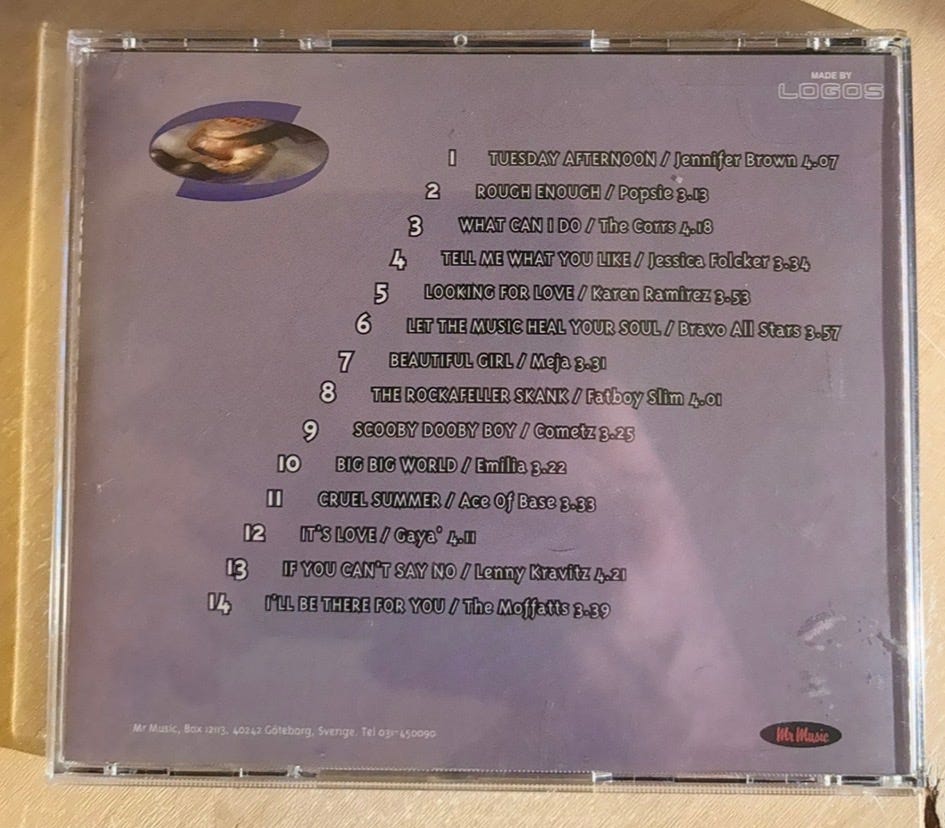 MADE BY
LOGOS
1 TUESDAY AFTERNOON / Jennifer Brown 4.07
2 ROUGH ENOUGH / Popsie 3.13
3 WHAT CAN I DO / The Corrs 4.18
4 TELL ME WHAT YOU LIKE / Jessica Folcker 3.34
5 LOOKING FOR LOVE / Karen Ramirez 3.53
6 LET THE MUSIC HEAL YOUR SOUL / Bravo All Stars 3.57
7 BEAUTIFUL GIRL / Meja 3.31
8 THE ROCKAFELLER SKANK / Fatboy Slim 4.01
9 SCOOBY DOOBY BOY / Cometz 3.25
10 BIG BIG WORLD / Emilia 3.22
11 CRUEL SUMMER / Ace Of Base 3.33
12 IT'S LOVE / Gaya' 4.11
13 IF YOU CAN'T SAY NO / Lenny Kravitz 4.21
14 I'LL BE THERE FOR YOU / The Moffatts 3.39
Mr Music, Box 12113, 40242 Göteborg, Sverige. Tel 031-450090
Mr Music